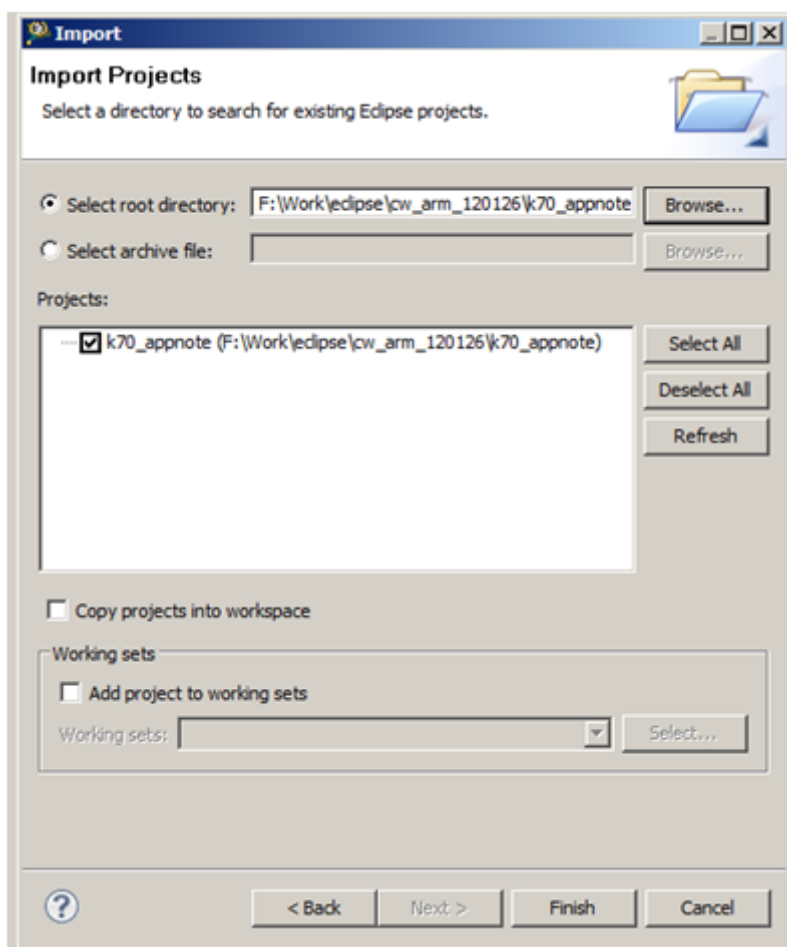 Import
Import Projects
Select a directory to search for existing Eclipse projects.
Select root directory: F:\Work\eclipse\cw_arm_120126\k70_appnote Browse...
Select archive file: Browse...
Projects:
k70_appnote (F:\Work\eclipse\cw_arm_120126\k70_appnote) Select All
Deselect All
Refresh
Copy projects into workspace
Working sets
Add project to working sets
Working sets: Select...
? < Back Next > Finish Cancel